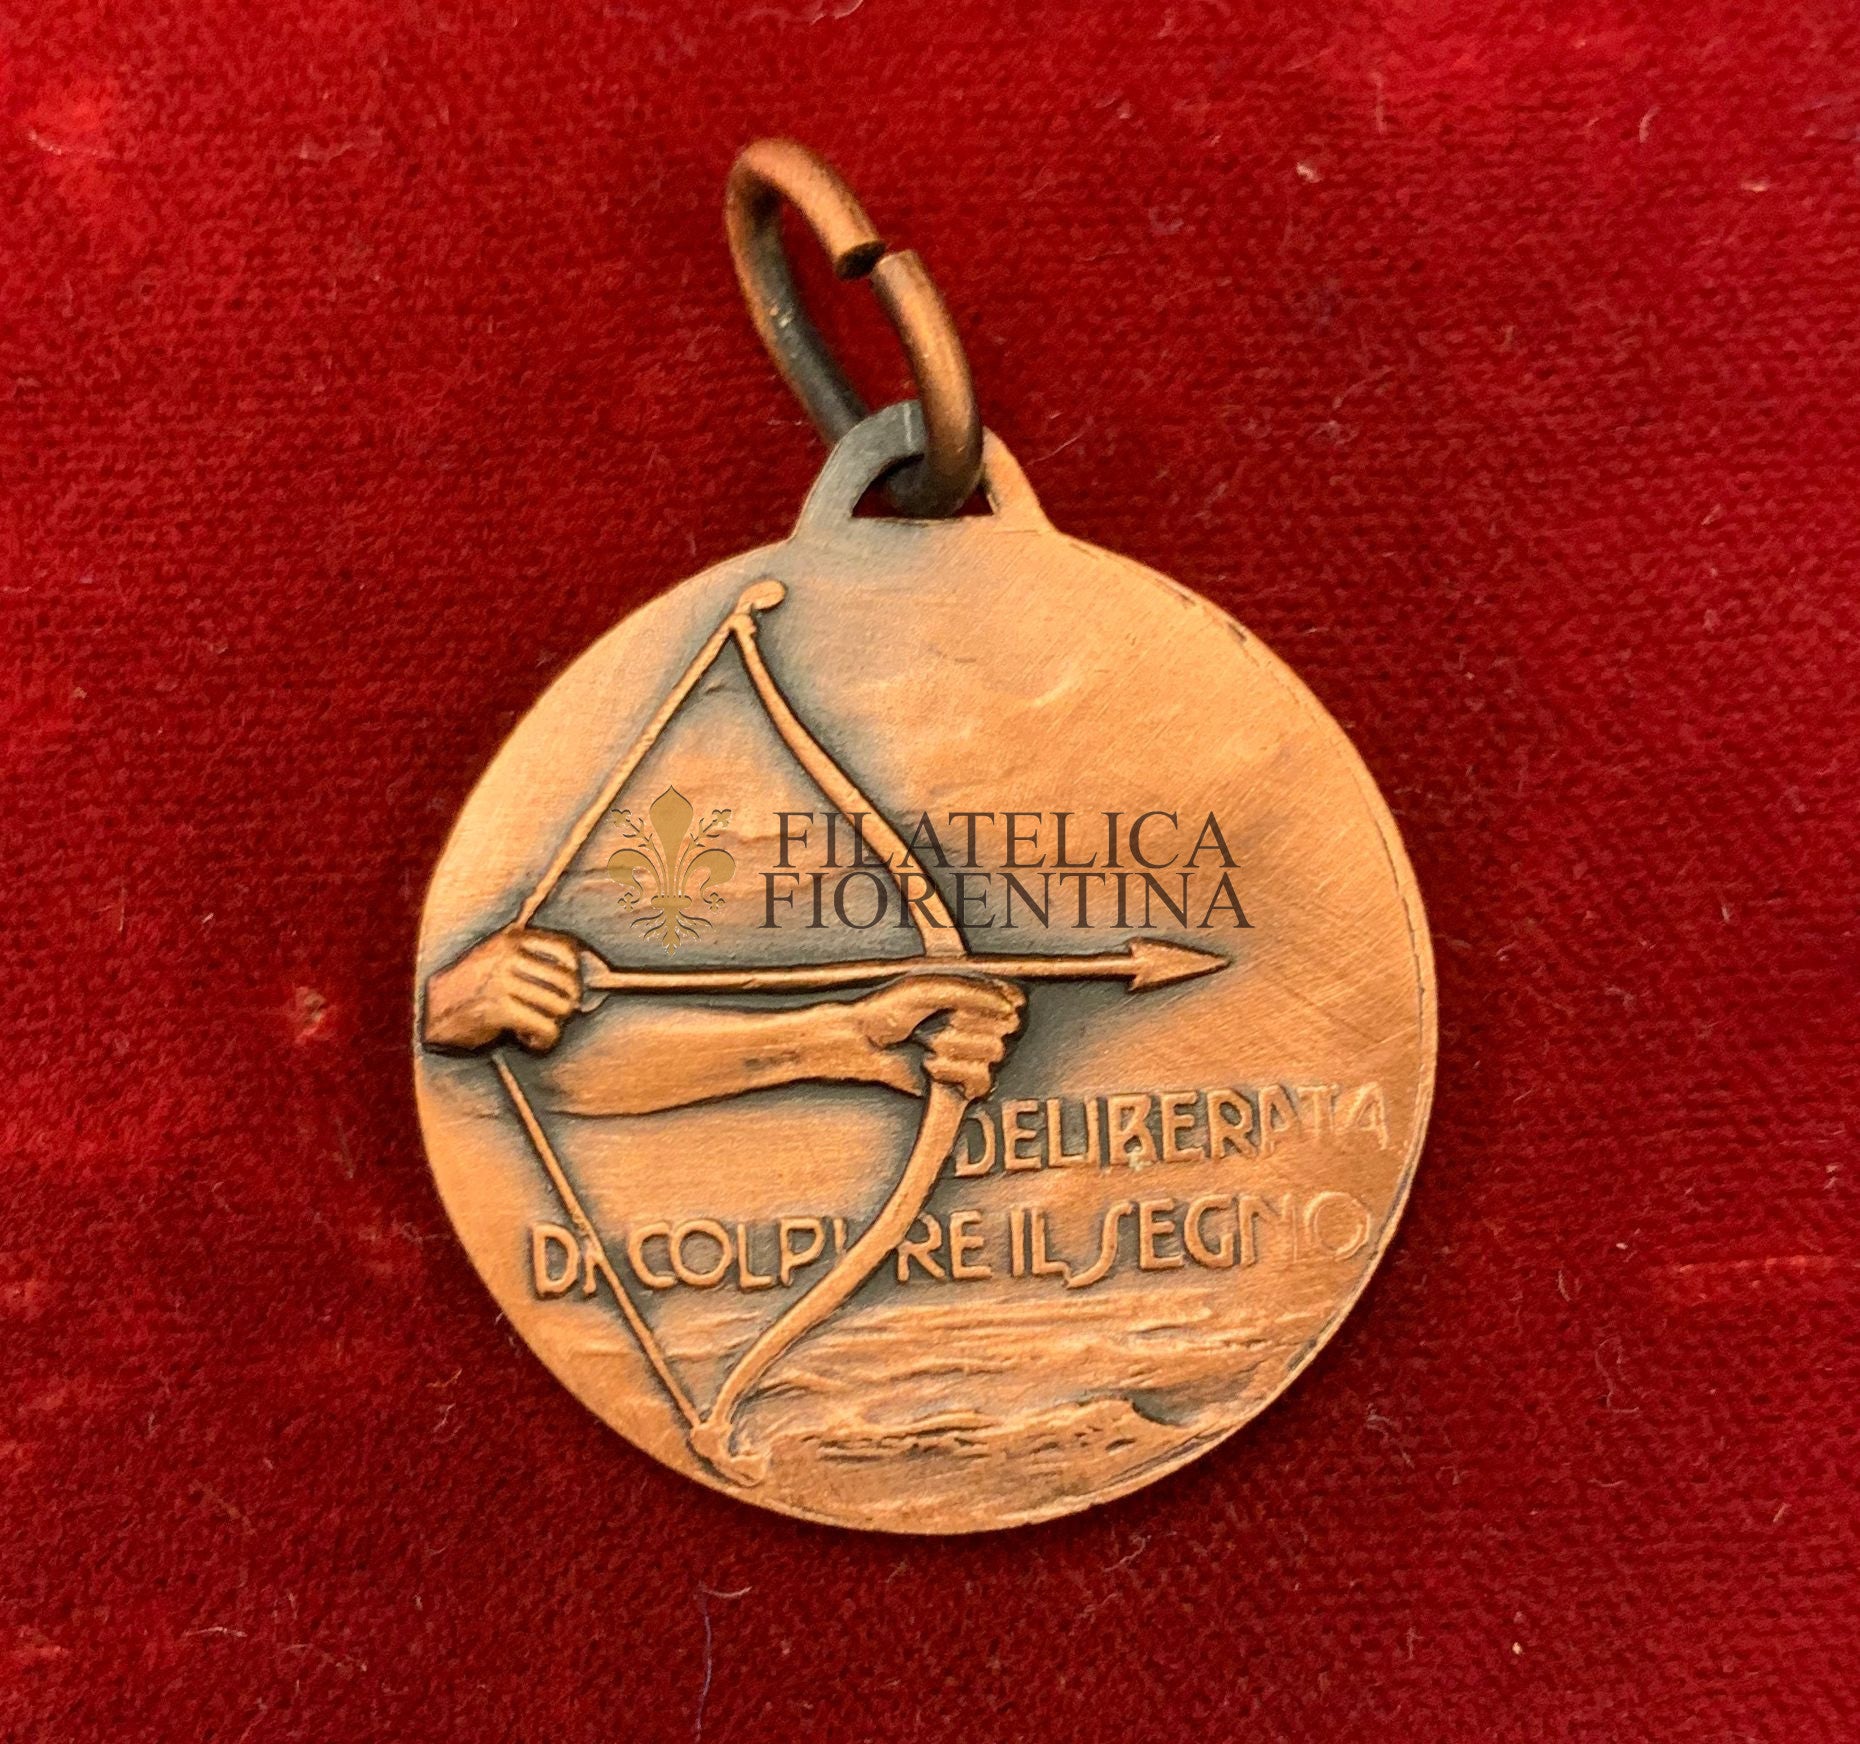 FILATELICA
FIORENTINA
DELIBERATA
DI COLPIRE IL SEGNO